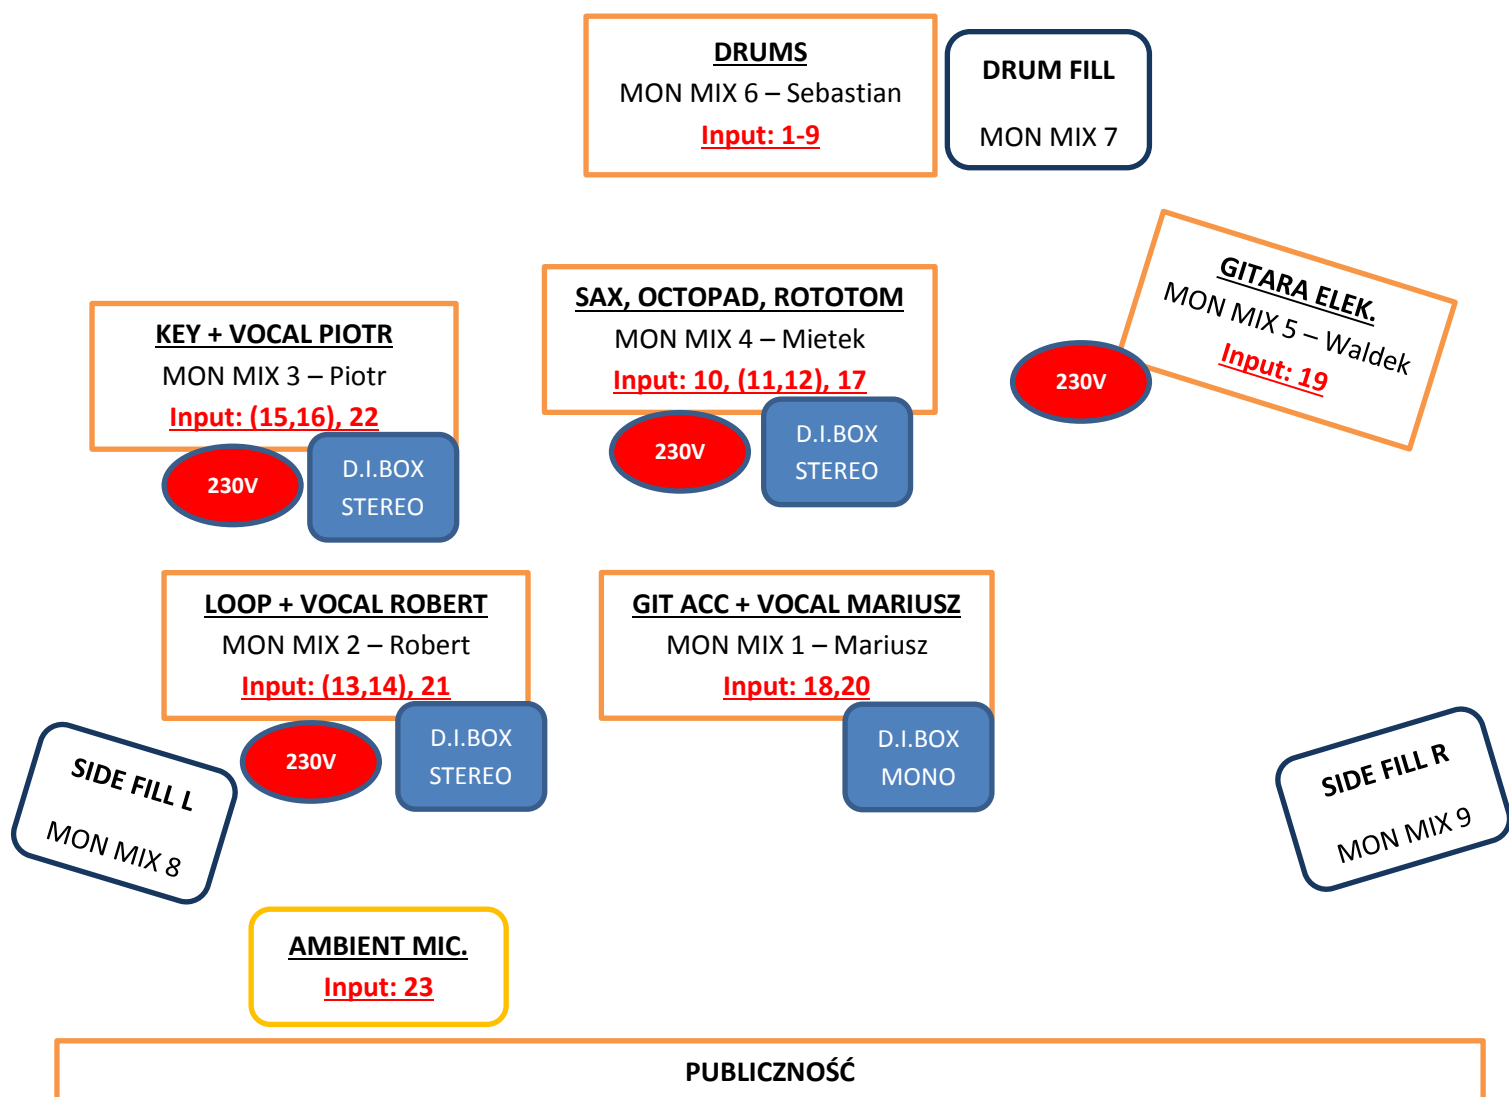 DRUMS
MON MIX 6 – Sebastian
Input: 1-9
DRUM FILL
MON MIX 7
GITARA ELEK.
MON MIX 5 – Waldek
Input: 19
230V
SAX, OCTOPAD, ROTOTOM
MON MIX 4 – Mietek
Input: 10, (11,12), 17
230V
D.I.BOX
STEREO
KEY + VOCAL PIOTR
MON MIX 3 – Piotr
Input: (15,16), 22
230V
D.I.BOX
STEREO
LOOP + VOCAL ROBERT
MON MIX 2 – Robert
Input: (13,14), 21
230V
D.I.BOX
STEREO
GIT ACC + VOCAL MARIUSZ
MON MIX 1 – Mariusz
Input: 18,20
D.I.BOX
MONO
SIDE FILL L
MON MIX 8
SIDE FILL R
MON MIX 9
AMBIENT MIC.
Input: 23
PUBLICZNOŚĆ